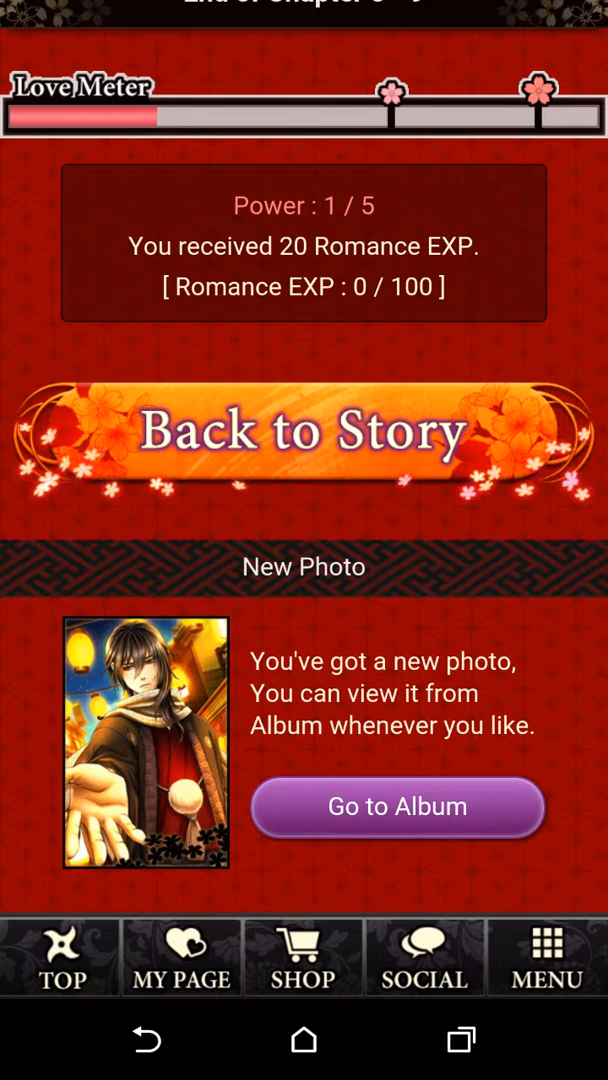 Love Meter
Power : 1 / 5
You received 20 Romance EXP.
[ Romance EXP : 0 / 100 ]
Back to Story
New Photo
You've got a new photo,
You can view it from
Album whenever you like.
Go to Album
TOP
MY PAGE
SHOP
SOCIAL
MENU